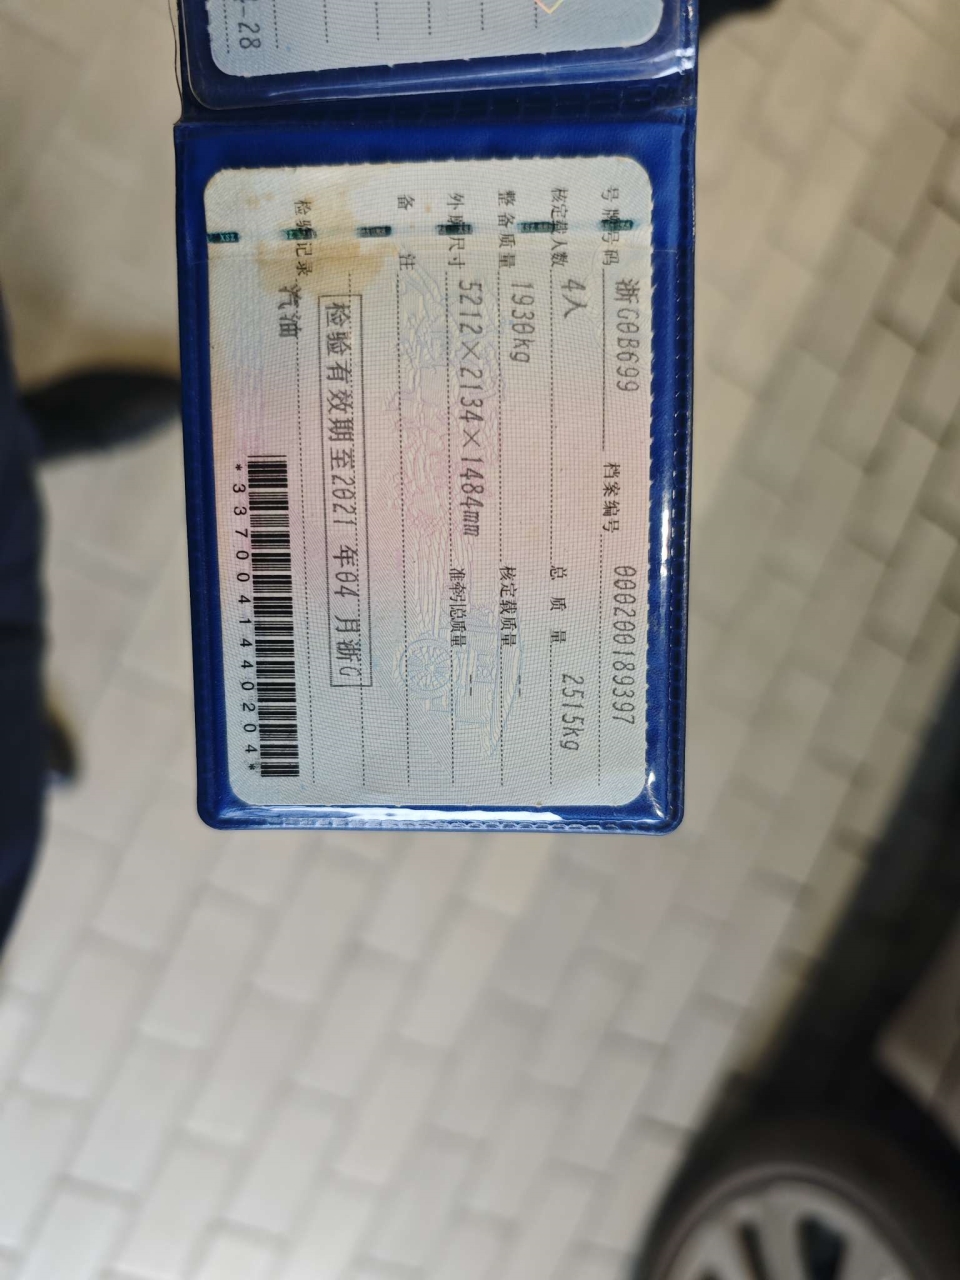 -28
号牌号码 浙G0B699 档案编号 000200189397
核定载人数 4人 总质量 2515kg
整备质量 1930kg 核定载质量 --
外廓尺寸 5212×2134×1484mm 准牵引总质量 --
备注
检验有效期至2021年04月浙G
检验记录 汽油
*3370041440204*